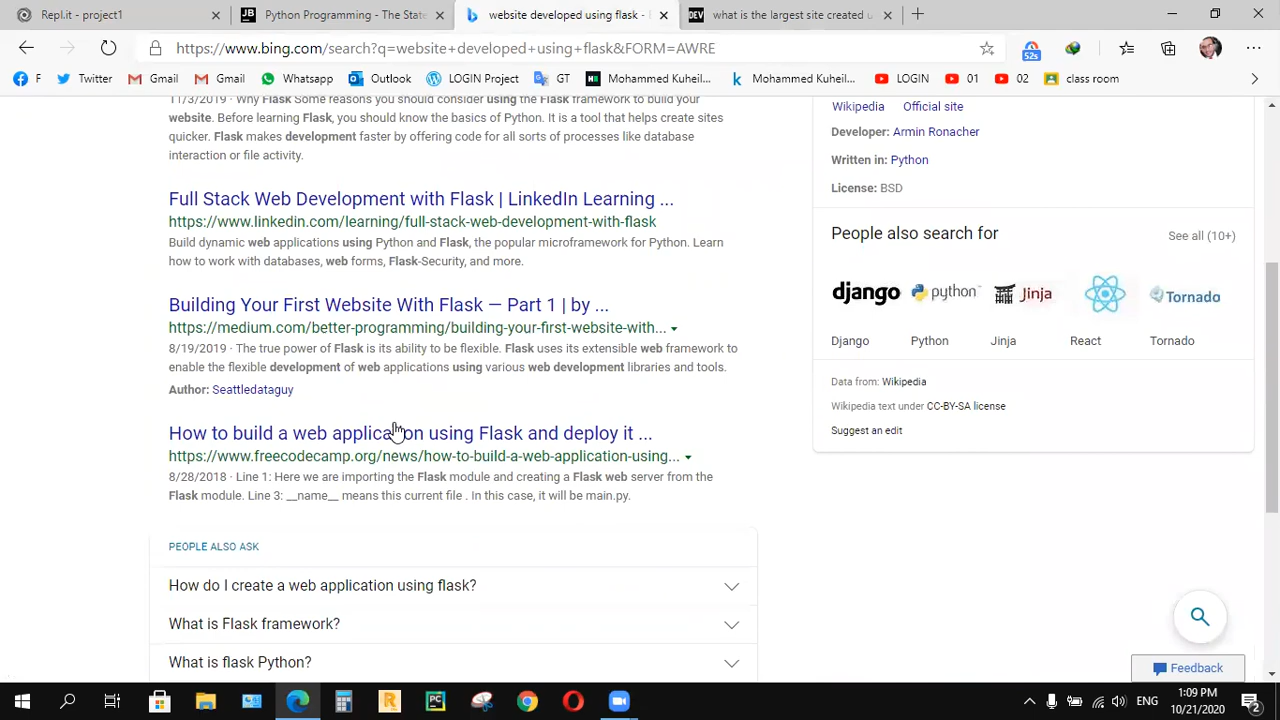 Repl.it - project1
JB Python Programming - The State
website developed using flask -
DEV what is the largest site created u
https://www.bing.com/search?q=website+developed+using+flask&FORM=AWRE
52s
F Twitter Gmail Gmail Whatsapp Outlook LOGIN Project GT Mohammed Kuheil... Mohammed Kuheil... LOGIN 01 02 class room
11/3/2019 · Why Flask Some reasons you should consider using the Flask framework to build your
website. Before learning Flask, you should know the basics of Python. It is a tool that helps create sites
quicker. Flask makes development faster by offering code for all sorts of processes like database
interaction or file activity.
Full Stack Web Development with Flask | LinkedIn Learning ...
https://www.linkedin.com/learning/full-stack-web-development-with-flask
Build dynamic web applications using Python and Flask, the popular microframework for Python. Learn
how to work with databases, web forms, Flask-Security, and more.
Building Your First Website With Flask — Part 1 | by ...
https://medium.com/better-programming/building-your-first-website-with...
8/19/2019 · The true power of Flask is its ability to be flexible. Flask uses its extensible web framework to
enable the flexible development of web applications using various web development libraries and tools.
Author: Seattledataguy
How to build a web application using Flask and deploy it ...
https://www.freecodecamp.org/news/how-to-build-a-web-application-using...
8/28/2018 · Line 1: Here we are importing the Flask module and creating a Flask web server from the
Flask module. Line 3: __name__ means this current file . In this case, it will be main.py.
PEOPLE ALSO ASK
How do I create a web application using flask?
What is Flask framework?
What is flask Python?
Wikipedia Official site
Developer: Armin Ronacher
Written in: Python
License: BSD
People also search for
See all (10+)
django python Jinja Tornado
Django Python Jinja React Tornado
Data from: Wikipedia
Wikipedia text under CC-BY-SA license
Suggest an edit
Feedback
R PC
ENG
1:09 PM
10/21/2020
2